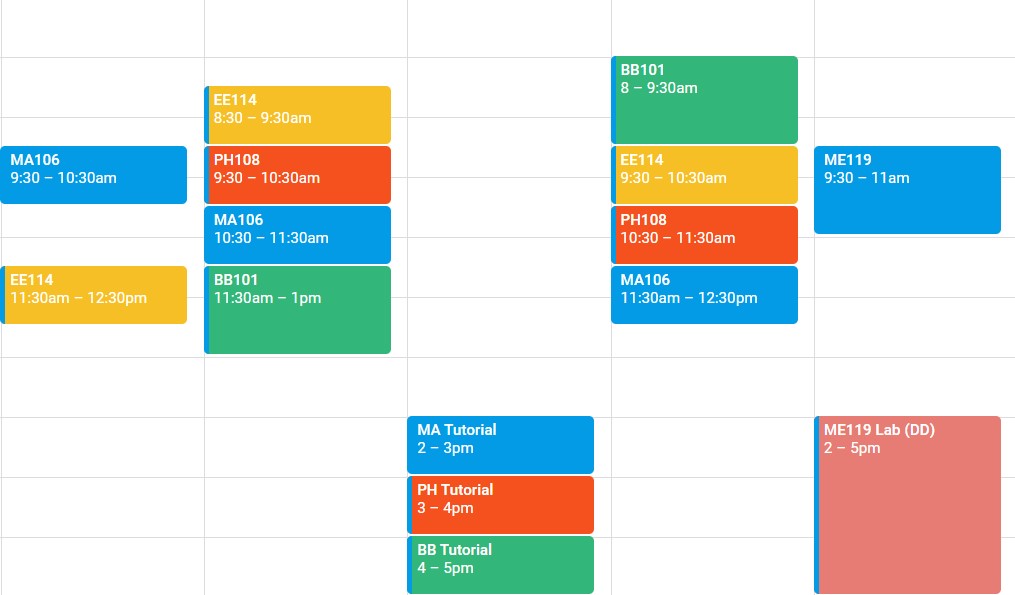 MA106
9:30 – 10:30am
EE114
11:30am – 12:30pm
EE114
8:30 – 9:30am
PH108
9:30 – 10:30am
MA106
10:30 – 11:30am
BB101
11:30am – 1pm
MA Tutorial
2 – 3pm
PH Tutorial
3 – 4pm
BB Tutorial
4 – 5pm
BB101
8 – 9:30am
EE114
9:30 – 10:30am
PH108
10:30 – 11:30am
MA106
11:30am – 12:30pm
ME119
9:30 – 11am
ME119 Lab (DD)
2 – 5pm